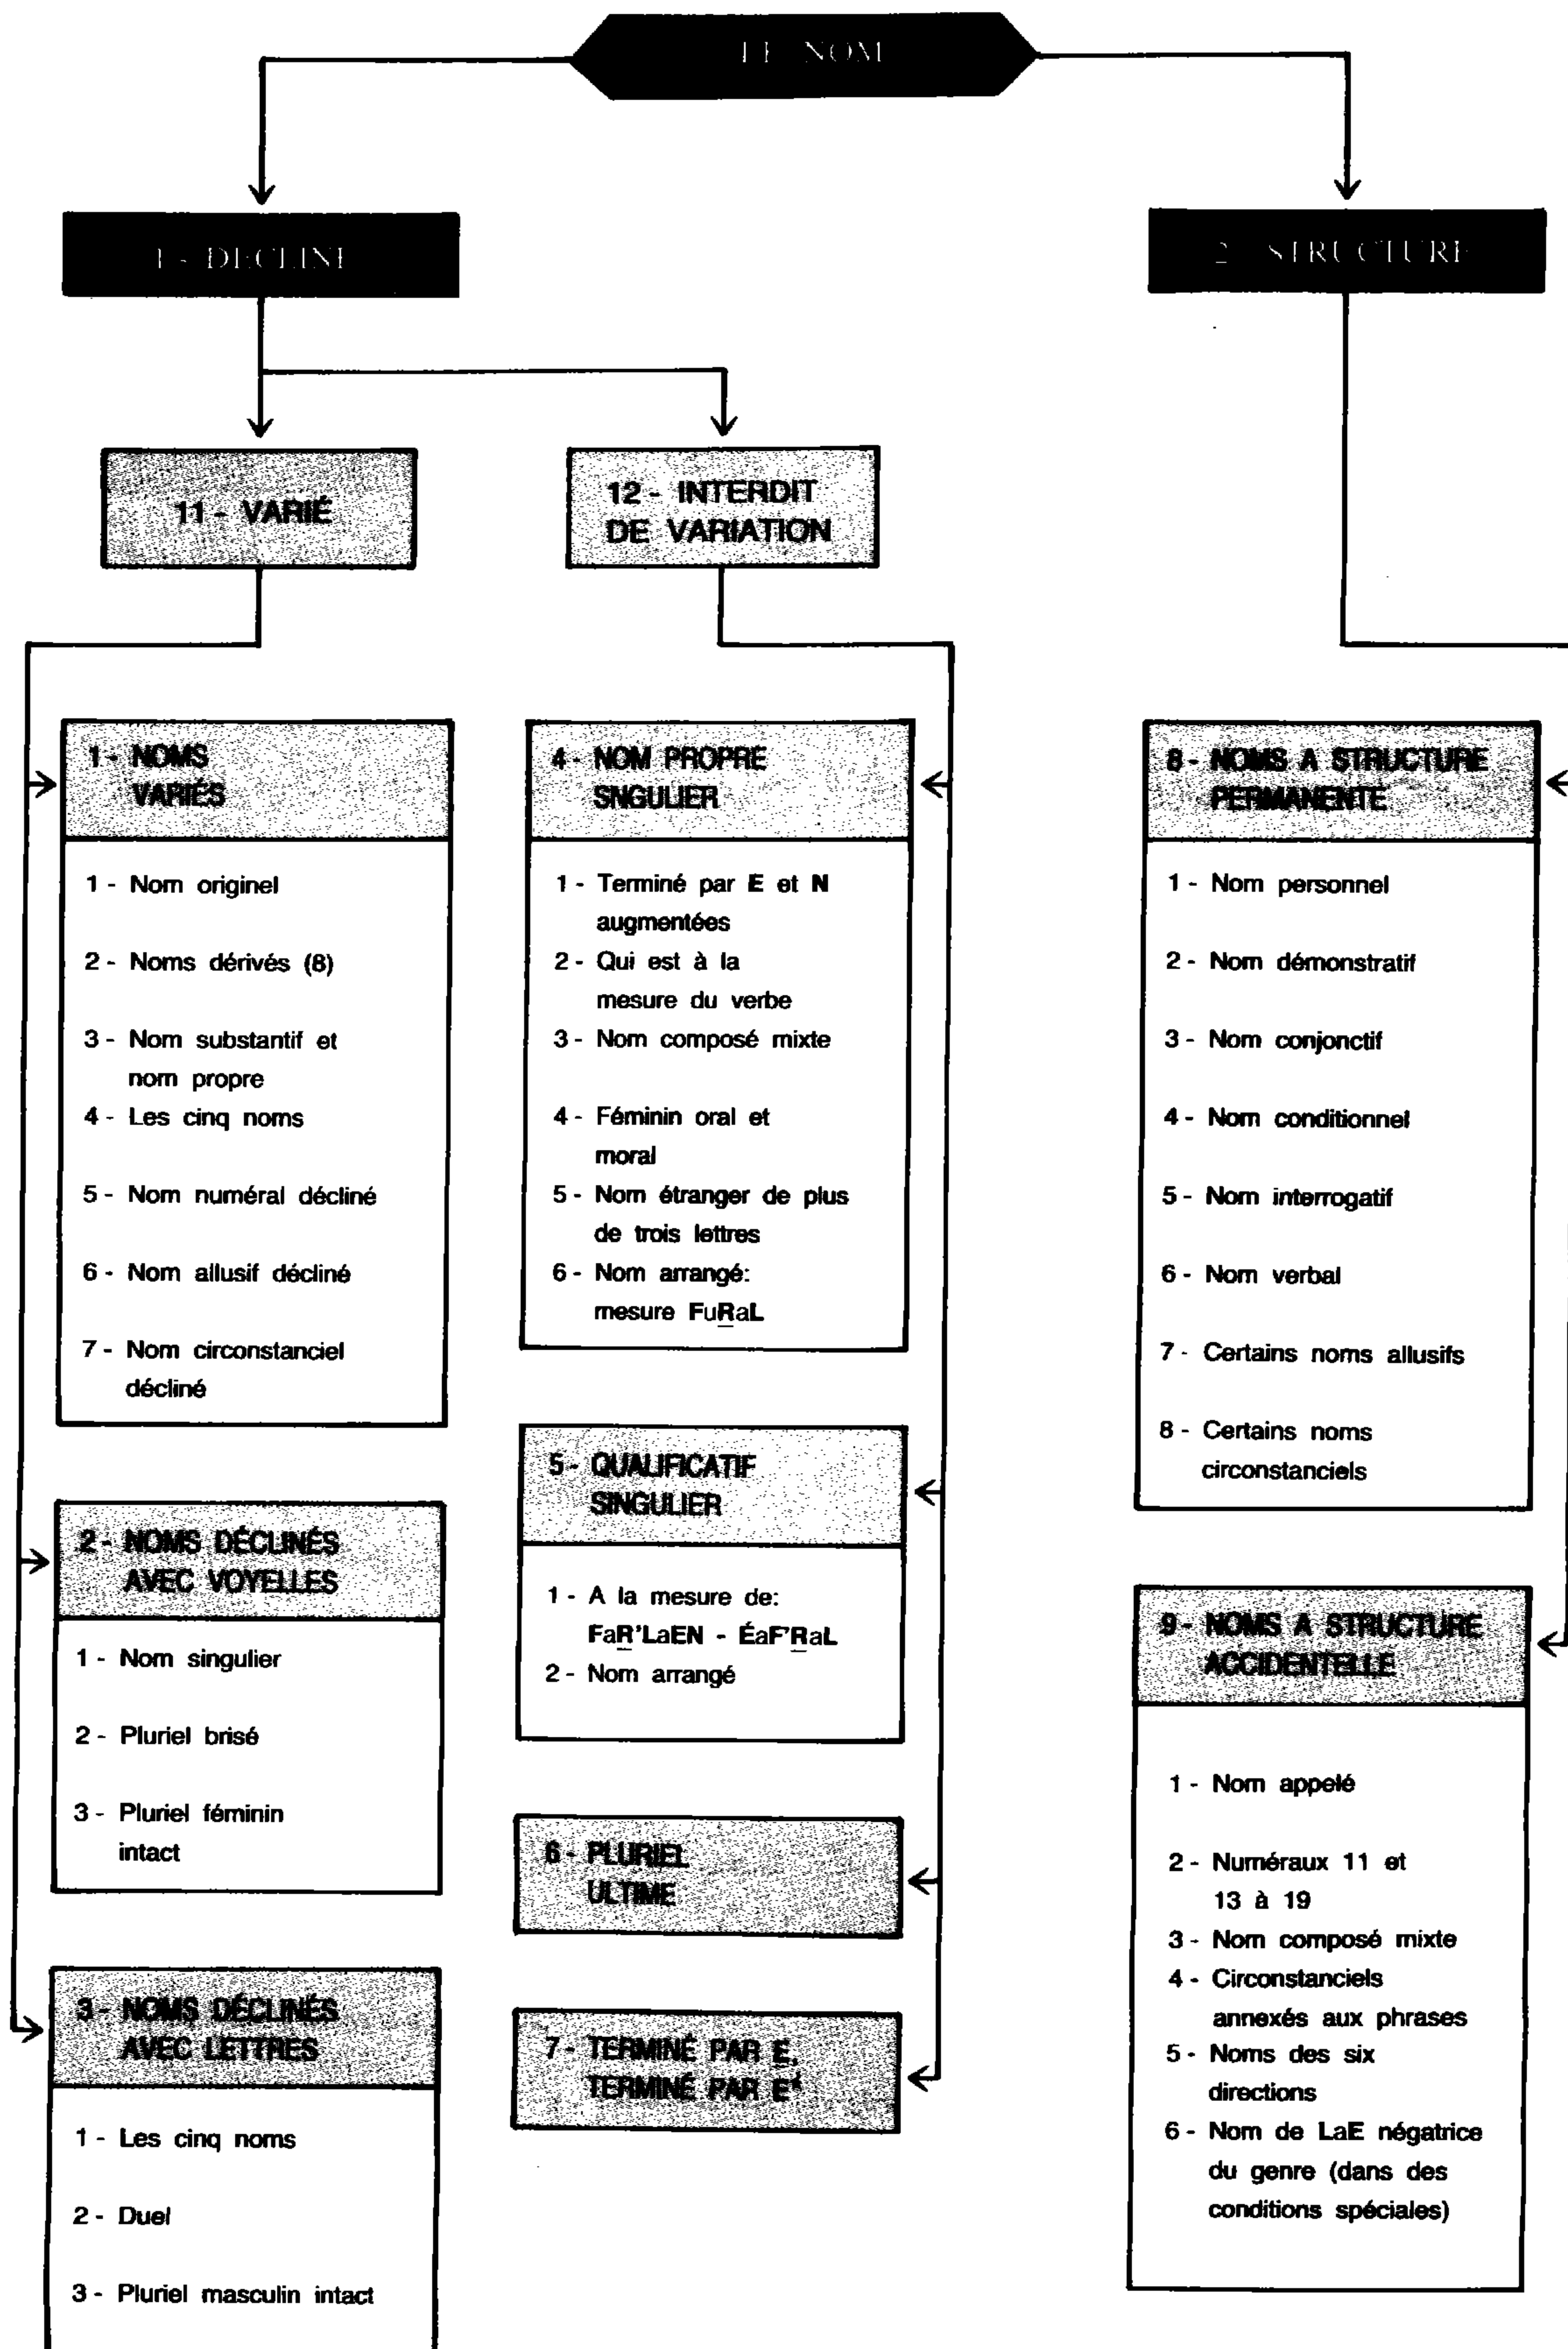 LE NOM
1 - DECLINE
2 - STRUCTURE
11 - VARIÉ
12 - INTERDIT
DE VARIATION
1 - NOMS
VARIÉS
1 - Nom originel
2 - Noms dérivés (8)
3 - Nom substantif et
nom propre
4 - Les cinq noms
5 - Nom numéral décliné
6 - Nom allusif décliné
7 - Nom circonstanciel
décliné
2 - NOMS DÉCLINÉS
AVEC VOYELLES
1 - Nom singulier
2 - Pluriel brisé
3 - Pluriel féminin
intact
3 - NOMS DÉCLINÉS
AVEC LETTRES
1 - Les cinq noms
2 - Duel
3 - Pluriel masculin intact
4 - NOM PROPRE
SNGULIER
1 - Terminé par E et N
augmentées
2 - Qui est à la
mesure du verbe
3 - Nom composé mixte
4 - Féminin oral et
moral
5 - Nom étranger de plus
de trois lettres
6 - Nom arrangé:
mesure FuRaL
5 - QUALIFICATIF
SINGULIER
1 - A la mesure de:
FaR'LaEN - ÉaF'RaL
2 - Nom arrangé
6 - PLURIEL
ULTIME
7 - TERMINÉ PAR E,
TERMINÉ PAR E'
8 - NOMS A STRUCTURE
PERMANENTE
1 - Nom personnel
2 - Nom démonstratif
3 - Nom conjonctif
4 - Nom conditionnel
5 - Nom interrogatif
6 - Nom verbal
7 - Certains noms allusifs
8 - Certains noms
circonstanciels
9 - NOMS A STRUCTURE
ACCIDENTELLE
1 - Nom appelé
2 - Numéraux 11 et
13 à 19
3 - Nom composé mixte
4 - Circonstanciels
annexés aux phrases
5 - Noms des six
directions
6 - Nom de LaE négatrice
du genre (dans des
conditions spéciales)